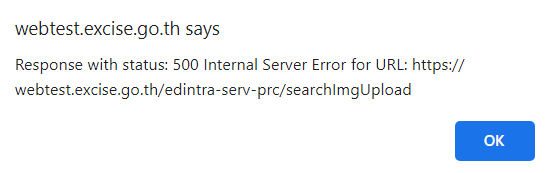 webtest.excise.go.th says
Response with status: 500 Internal Server Error for URL: https://
webtest.excise.go.th/edintra-serv-prc/searchImgUpload
OK